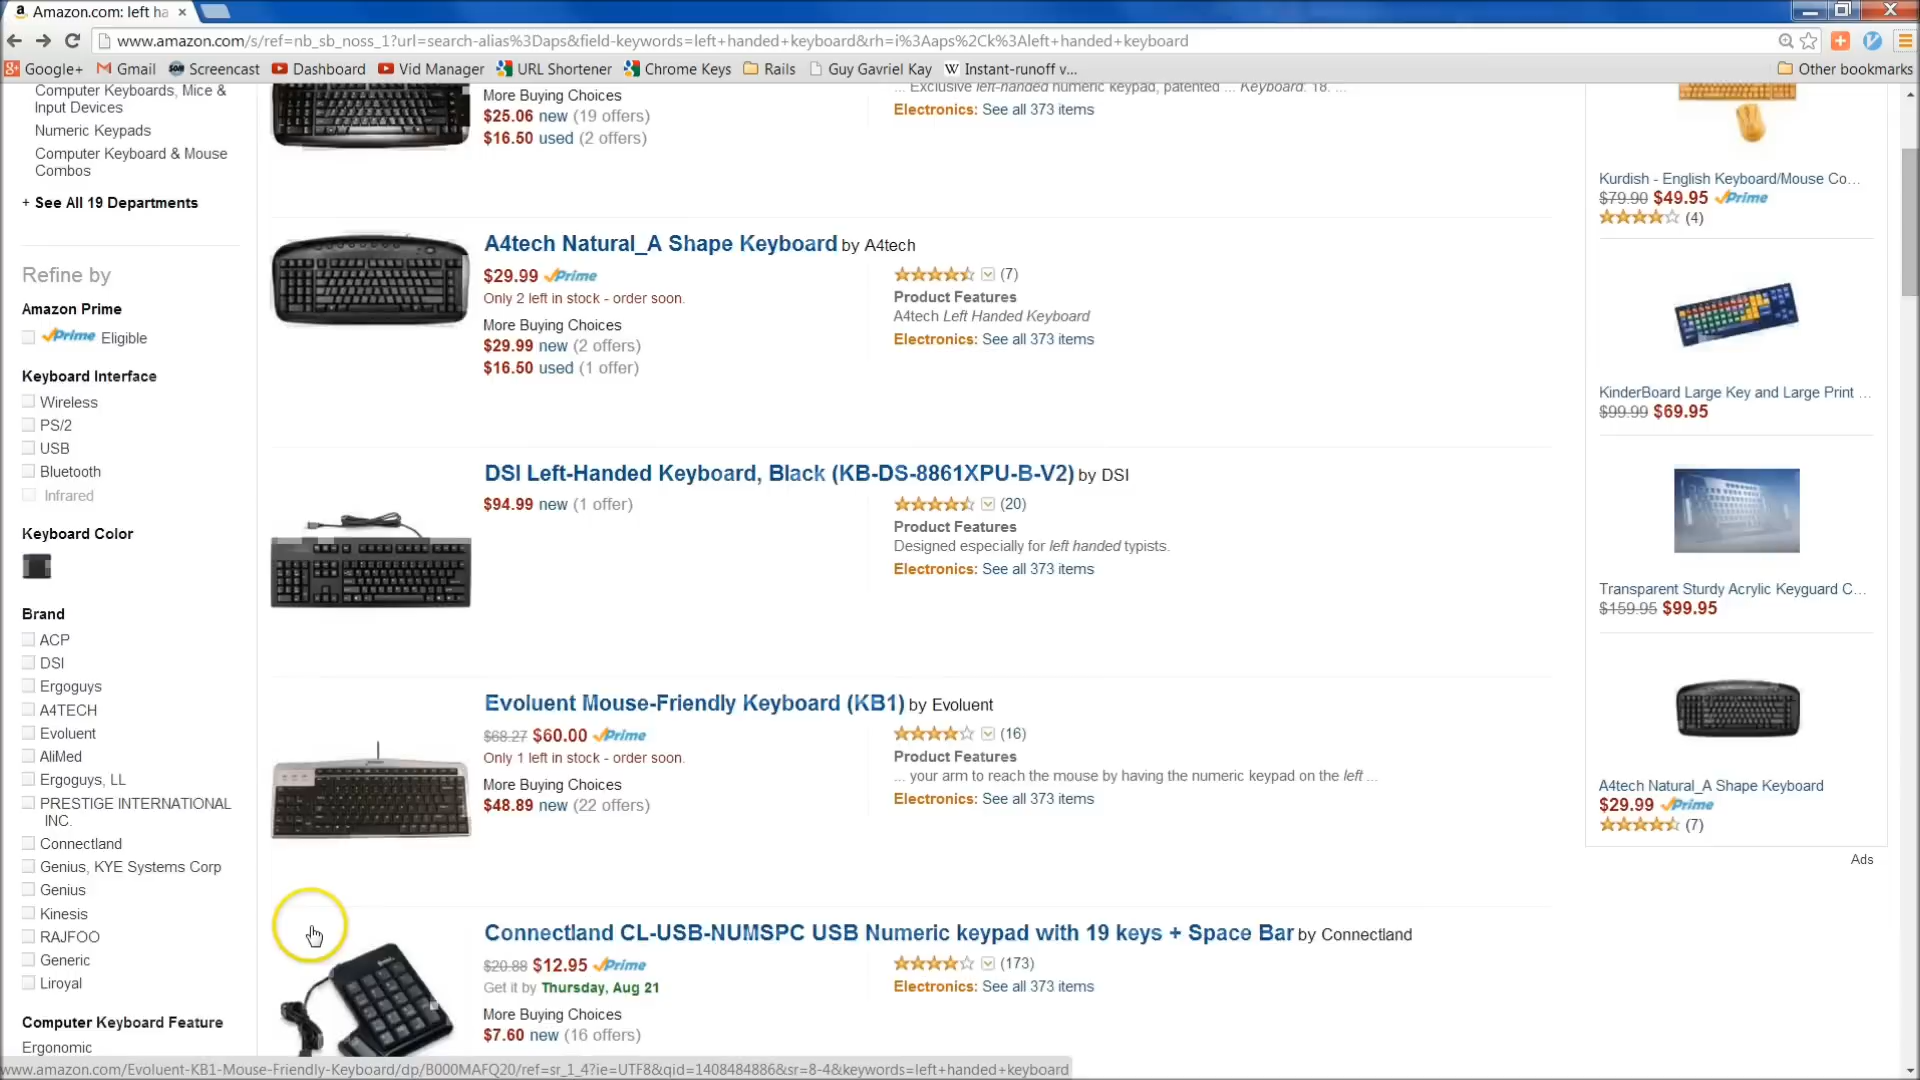 Amazon.com: left ha
www.amazon.com/s/ref=nb_sb_noss_1?url=search-alias%3Daps&field-keywords=left+handed+keyboard&rh=i%3Aaps%2Ck%3Aleft+handed+keyboard
Google+ Gmail Screencast Dashboard Vid Manager URL Shortener Chrome Keys Rails Guy Gavriel Kay Instant-runoff v... Other bookmarks
Computer Keyboards, Mice &
Input Devices
Numeric Keypads
Computer Keyboard & Mouse
Combos
+ See All 19 Departments
Refine by
Amazon Prime
Prime Eligible
Keyboard Interface
Wireless
PS/2
USB
Bluetooth
Infrared
Keyboard Color
Brand
ACP
DSI
Ergoguys
A4TECH
Evoluent
AliMed
Ergoguys, LL
PRESTIGE INTERNATIONAL
INC.
Connectland
Genius, KYE Systems Corp
Genius
Kinesis
RAJFOO
Generic
Liroyal
Computer Keyboard Feature
Ergonomic
More Buying Choices
$25.06 new (19 offers)
$16.50 used (2 offers)
... Exclusive left-handed numeric keypad, patented ... Keyboard. 18. ...
Electronics: See all 373 items
A4tech Natural_A Shape Keyboard by A4tech
$29.99 Prime
Only 2 left in stock - order soon.
More Buying Choices
$29.99 new (2 offers)
$16.50 used (1 offer)
(7)
Product Features
A4tech Left Handed Keyboard
Electronics: See all 373 items
DSI Left-Handed Keyboard, Black (KB-DS-8861XPU-B-V2) by DSI
$94.99 new (1 offer)
(20)
Product Features
Designed especially for left handed typists.
Electronics: See all 373 items
Evoluent Mouse-Friendly Keyboard (KB1) by Evoluent
$68.27 $60.00 Prime
Only 1 left in stock - order soon.
More Buying Choices
$48.89 new (22 offers)
(16)
Product Features
... your arm to reach the mouse by having the numeric keypad on the left ...
Electronics: See all 373 items
Connectland CL-USB-NUMSPC USB Numeric keypad with 19 keys + Space Bar by Connectland
$20.88 $12.95 Prime
Get it by Thursday, Aug 21
More Buying Choices
$7.60 new (16 offers)
(173)
Electronics: See all 373 items
Kurdish - English Keyboard/Mouse Co...
$79.90 $49.95 Prime
(4)
KinderBoard Large Key and Large Print ...
$99.99 $69.95
Transparent Sturdy Acrylic Keyguard C...
$159.95 $99.95
A4tech Natural_A Shape Keyboard
$29.99 Prime
(7)
Ads
www.amazon.com/Evoluent-KB1-Mouse-Friendly-Keyboard/dp/B000MAFQ20/ref=sr_1_4?ie=UTF8&qid=1408484886&sr=8-4&keywords=left+handed+keyboard